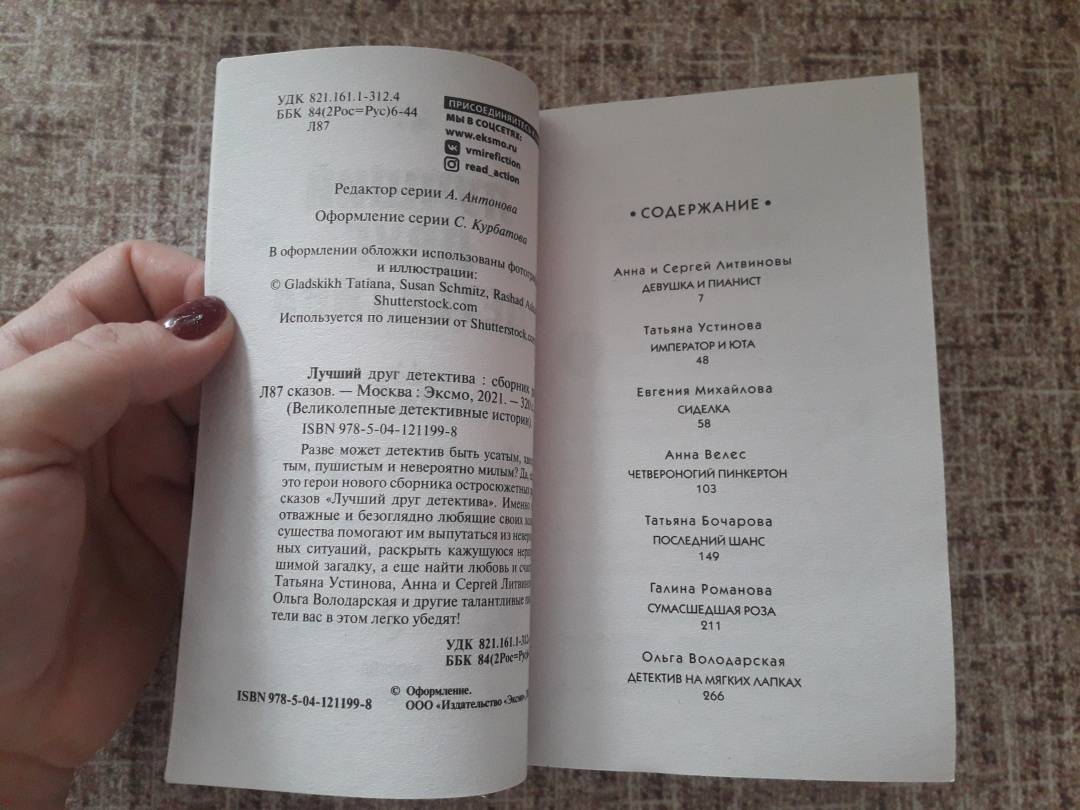 УДК 821.161.1-312.4
ББК 84(2Рос=Рус)6-44
Л87
ПРИСОЕДИНЯЙТЕСЬ
МЫ В СОЦСЕТЯХ:
www.eksmo.ru
vmirefiction
read_action
Редактор серии А. Антонова
Оформление серии С. Курбатова
В оформлении обложки использованы
и иллюстрации:
© Gladskikh Tatiana, Susan Schmitz, Rashad
Shutterstock.com
Используется по лицензии от Shutterstock.com
Лучший друг детектива : сборник
Л87 сказов. — Москва : Эксмо, 2021. — 320
(Великолепные детективные истории).
ISBN 978-5-04-121199-8
Разве может детектив быть усатым,
тым, пушистым и невероятно милым? Да,
это герои нового сборника остросюжетных
сказов «Лучший друг детектива». Именно
отважные и безоглядно любящие своих
существа помогают им выпутаться из
ных ситуаций, раскрыть кажущуюся
шимой загадку, а еще найти любовь и
Татьяна Устинова, Анна и Сергей
Ольга Володарская и другие талантливые
тели вас в этом легко убедят!
УДК 821.161.1-312.
ББК 84(2Рос=Рус)
ISBN 978-5-04-121199-8
© Оформление.
ООО «Издательство «Эксмо»
• СОДЕРЖАНИЕ •
Анна и Сергей Литвиновы
ДЕВУШКА И ПИАНИСТ
7
Татьяна Устинова
ИМПЕРАТОР И ЮТА
48
Евгения Михайлова
СИДЕЛКА
58
Анна Велес
ЧЕТВЕРОНОГИЙ ПИНКЕРТОН
103
Татьяна Бочарова
ПОСЛЕДНИЙ ШАНС
149
Галина Романова
СУМАСШЕДШАЯ РОЗА
211
Ольга Володарская
ДЕТЕКТИВ НА МЯГКИХ ЛАПКАХ
266